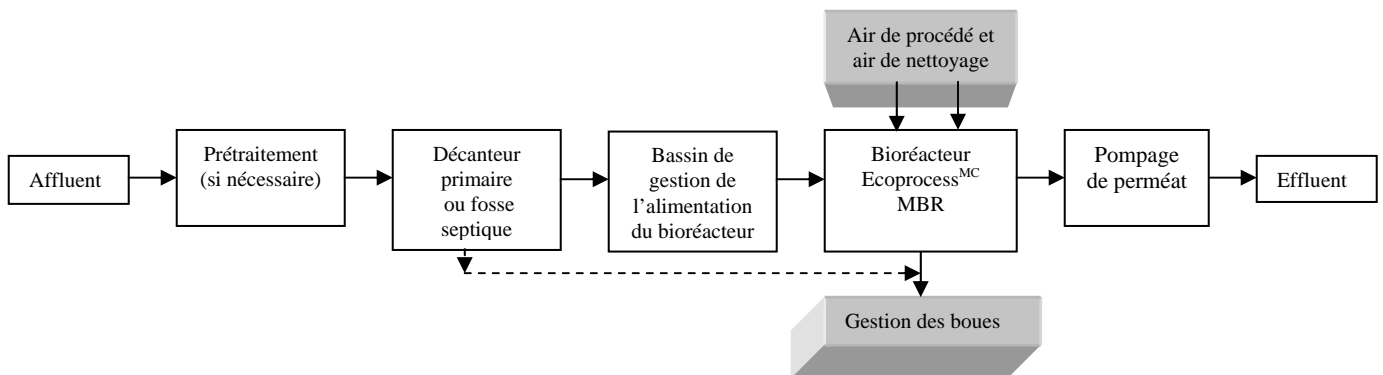 Air de procédé et
air de nettoyage
Affluent
Prétraitement
(si nécessaire)
Décanteur
primaire
ou fosse
septique
Bassin de
gestion de
l’alimentation
du bioréacteur
Bioréacteur
Ecoprocess^MC
MBR
Pompage
de perméat
Effluent
Gestion des boues